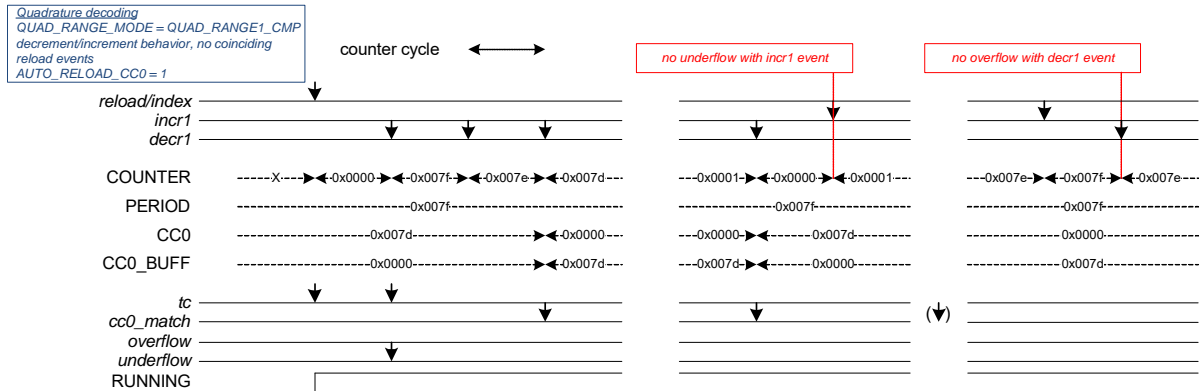 Quadrature decoding
QUAD_RANGE_MODE = QUAD_RANGE1_CMP
decrement/increment behavior, no coinciding
reload events
AUTO_RELOAD_CC0 = 1
counter cycle
no underflow with incr1 event
no overflow with decr1 event
reload/index
incr1
decr1
COUNTER X 0x0000 0x007f 0x007e 0x007d 0x0001 0x0000 0x0001 0x007e 0x007f 0x007e
PERIOD 0x007f 0x007f 0x007f
CC0 0x007d 0x0000 0x0000 0x007d 0x0000
CC0_BUFF 0x0000 0x007d 0x007d 0x0000 0x007d
tc
cc0_match ( )
overflow
underflow
RUNNING